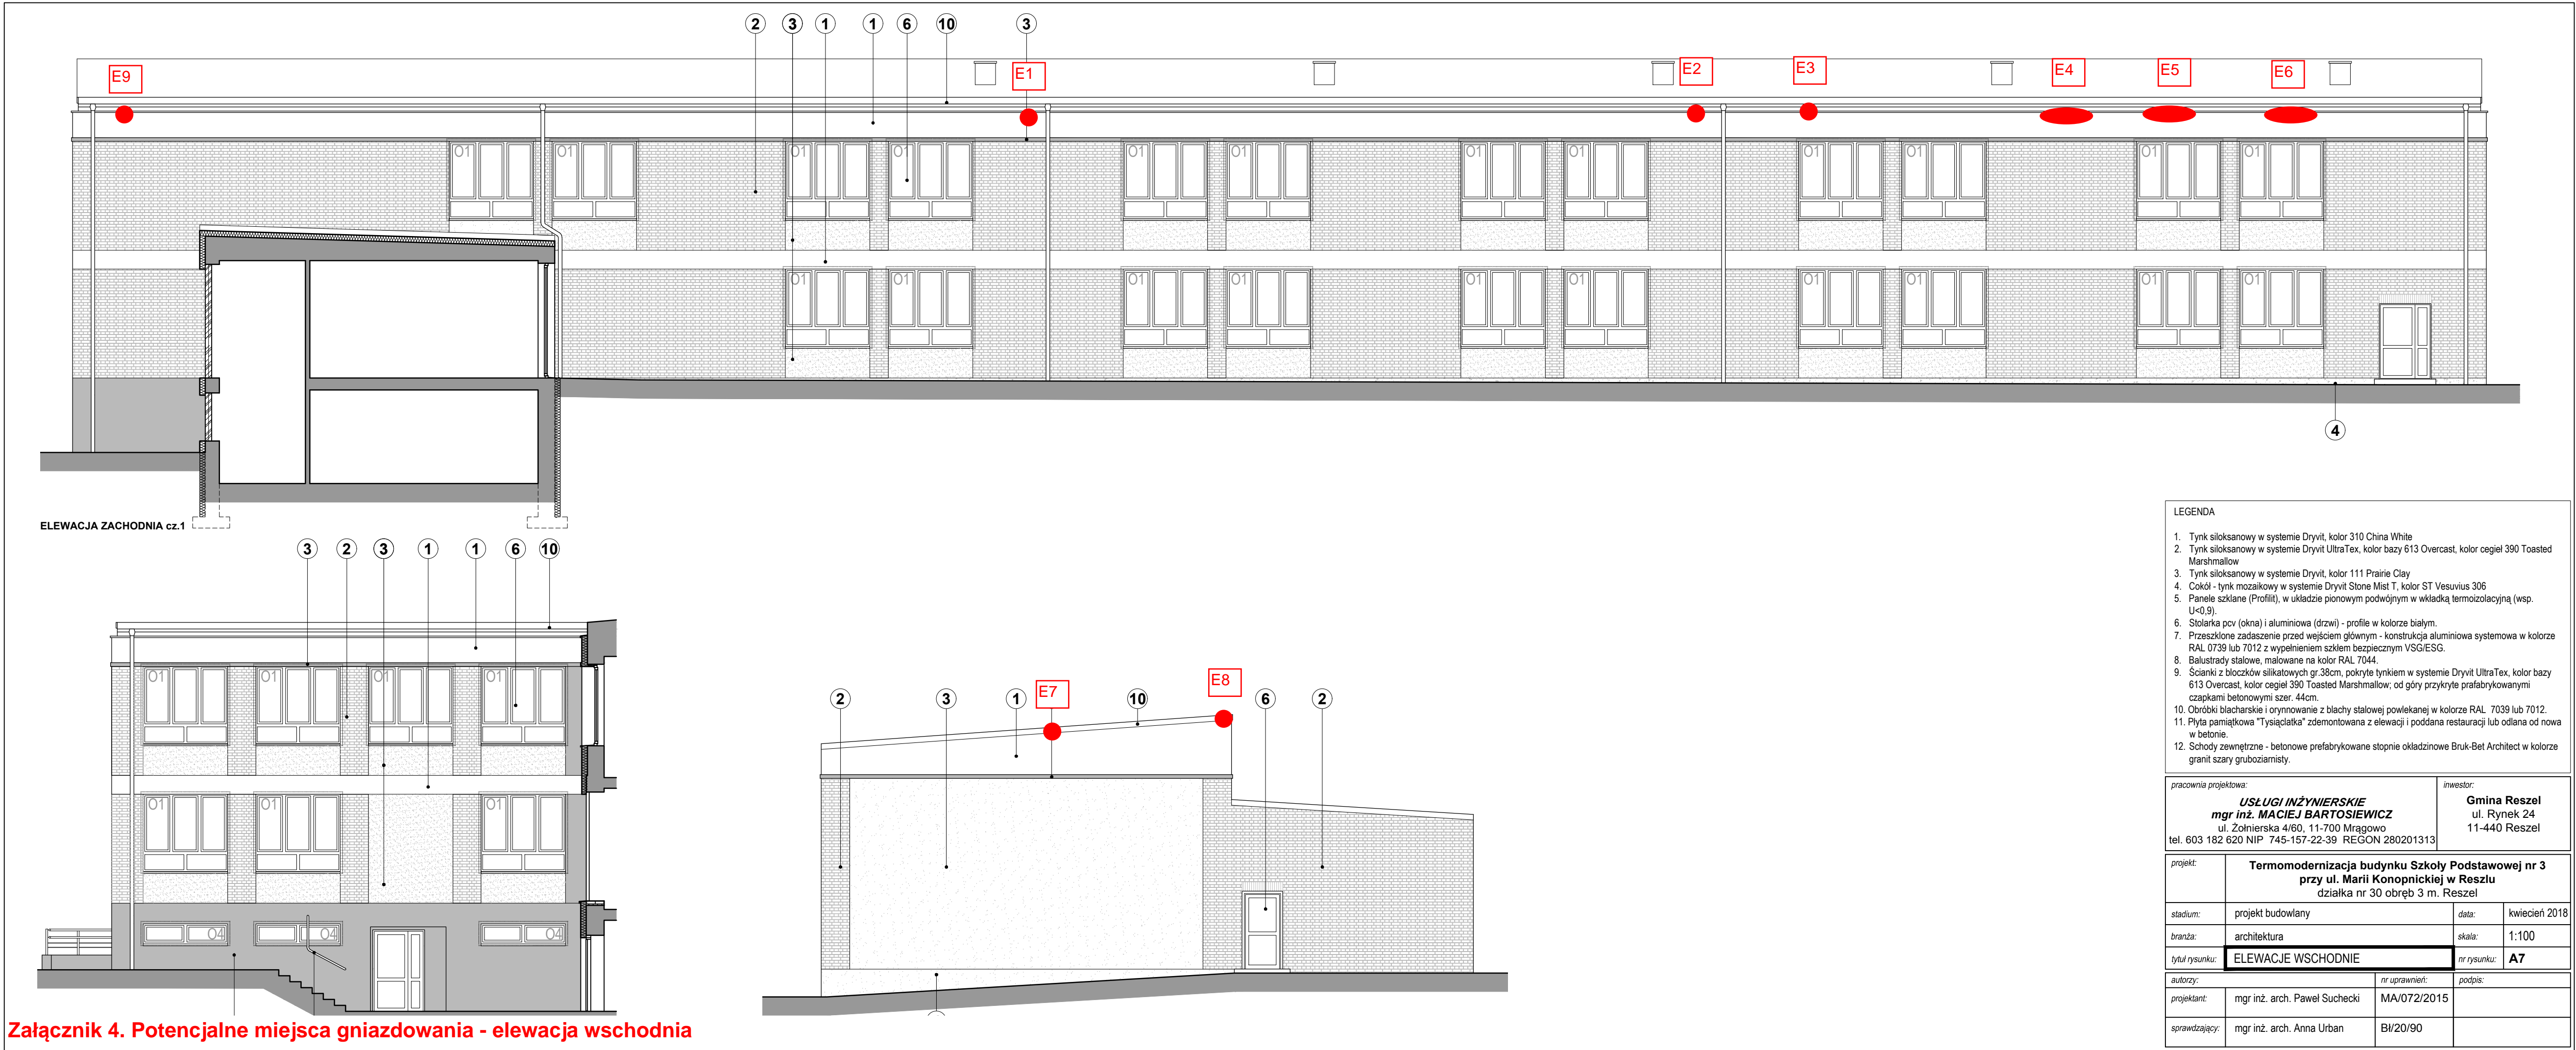 2 3 1 1 6 10 3
E9 E1 E2 E3 E4 E5 E6
O1 O1 O1 O1 O1 O1 O1 O1 O1 O1 O1 O1
O1 O1 O1 O1 O1 O1 O1 O1 O1 O1
4
ELEWACJA ZACHODNIA cz.1
3 2 3 1 1 6 10
O1 O1 O1 O1
O1 O1 O1
O4 O4 O4
E7 E8
2 3 1 10 6 2
Załącznik 4. Potencjalne miejsca gniazdowania - elewacja wschodnia
LEGENDA
1. Tynk siloksanowy w systemie Dryvit, kolor 310 China White
2. Tynk siloksanowy w systemie Dryvit UltraTex, kolor bazy 613 Overcast, kolor cegieł 390 Toasted
Marshmallow
3. Tynk siloksanowy w systemie Dryvit, kolor 111 Prairie Clay
4. Cokół - tynk mozaikowy w systemie Dryvit Stone Mist T, kolor ST Vesuvius 306
5. Panele szklane (Profilit), w układzie pionowym podwójnym w wkładką termoizolacyjną (wsp.
U<0,9).
6. Stolarka pcv (okna) i aluminiowa (drzwi) - profile w kolorze białym.
7. Przeszklone zadaszenie przed wejściem głównym - konstrukcja aluminiowa systemowa w kolorze
RAL 0739 lub 7012 z wypełnieniem szkłem bezpiecznym VSG/ESG.
8. Balustrady stalowe, malowane na kolor RAL 7044.
9. Ścianki z bloczków silikatowych gr.38cm, pokryte tynkiem w systemie Dryvit UltraTex, kolor bazy
613 Overcast, kolor cegieł 390 Toasted Marshmallow; od góry przykryte prafabrykowanymi
czapkami betonowymi szer. 44cm.
10. Obróbki blacharskie i orynnowanie z blachy stalowej powlekanej w kolorze RAL 7039 lub 7012.
11. Płyta pamiątkowa "Tysiąclatka" zdemontowana z elewacji i poddana restauracji lub odlana od nowa
w betonie.
12. Schody zewnętrzne - betonowe prefabrykowane stopnie okładzinowe Bruk-Bet Architect w kolorze
granit szary gruboziarnisty.
pracownia projektowa: inwestor:
USŁUGI INŻYNIERSKIE
mgr inż. MACIEJ BARTOSIEWICZ
ul. Żołnierska 4/60, 11-700 Mrągowo
tel. 603 182 620 NIP 745-157-22-39 REGON 280201313
Gmina Reszel
ul. Rynek 24
11-440 Reszel
projekt: Termomodernizacja budynku Szkoły Podstawowej nr 3
przy ul. Marii Konopnickiej w Reszlu
działka nr 30 obręb 3 m. Reszel
stadium: projekt budowlany data: kwiecień 2018
branża: architektura skala: 1:100
tytuł rysunku: ELEWACJE WSCHODNIE nr rysunku: A7
autorzy: nr uprawnień: podpis:
projektant: mgr inż. arch. Paweł Suchecki MA/072/2015
sprawdzający: mgr inż. arch. Anna Urban Bł/20/90